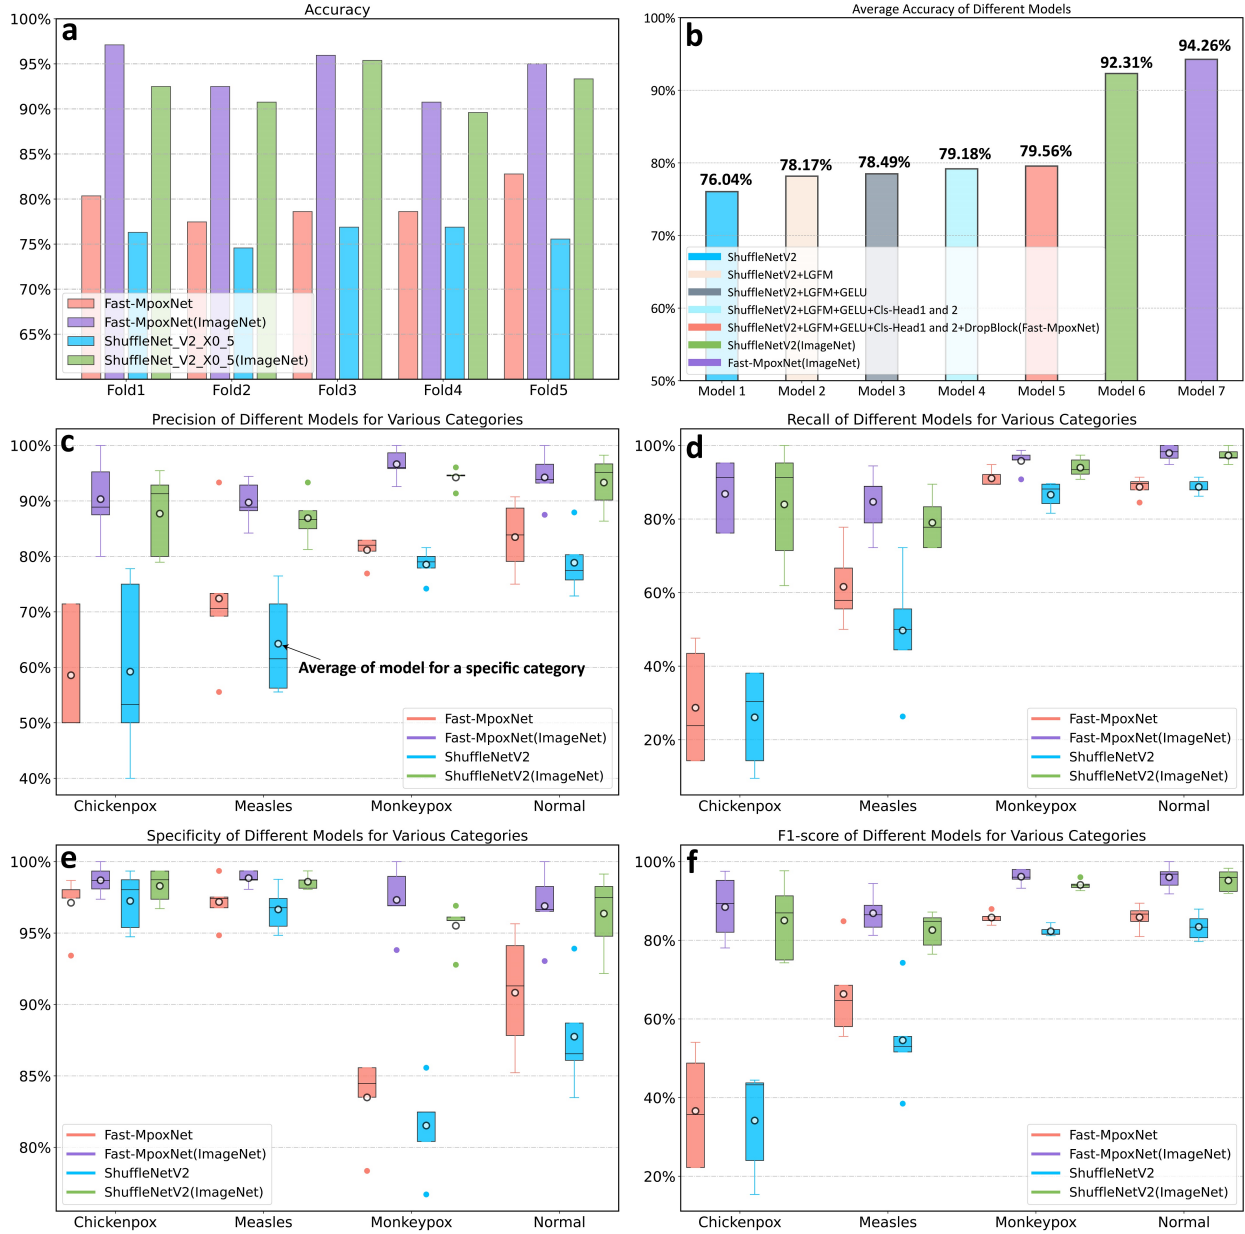 a
Accuracy
100%
95%
90%
85%
80%
75%
70%
65%
Fast-MpoxNet
Fast-MpoxNet(ImageNet)
ShuffleNet_V2_X0_5
ShuffleNet_V2_X0_5(ImageNet)
Fold1 Fold2 Fold3 Fold4 Fold5
b
Average Accuracy of Different Models
100%
90%
80%
70%
60%
50%
76.04% 78.17% 78.49% 79.18% 79.56% 92.31% 94.26%
ShuffleNetV2
ShuffleNetV2+LGFM
ShuffleNetV2+LGFM+GELU
ShuffleNetV2+LGFM+GELU+Cls-Head1 and 2
ShuffleNetV2+LGFM+GELU+Cls-Head1 and 2+DropBlock(Fast-MpoxNet)
ShuffleNetV2(ImageNet)
Fast-MpoxNet(ImageNet)
Model 1 Model 2 Model 3 Model 4 Model 5 Model 6 Model 7
c
Precision of Different Models for Various Categories
100%
90%
80%
70%
60%
50%
40%
Average of model for a specific category
Fast-MpoxNet
Fast-MpoxNet(ImageNet)
ShuffleNetV2
ShuffleNetV2(ImageNet)
Chickenpox Measles Monkeypox Normal
d
Recall of Different Models for Various Categories
100%
80%
60%
40%
20%
Fast-MpoxNet
Fast-MpoxNet(ImageNet)
ShuffleNetV2
ShuffleNetV2(ImageNet)
Chickenpox Measles Monkeypox Normal
e
Specificity of Different Models for Various Categories
100%
95%
90%
85%
80%
Fast-MpoxNet
Fast-MpoxNet(ImageNet)
ShuffleNetV2
ShuffleNetV2(ImageNet)
Chickenpox Measles Monkeypox Normal
f
F1-score of Different Models for Various Categories
100%
80%
60%
40%
20%
Fast-MpoxNet
Fast-MpoxNet(ImageNet)
ShuffleNetV2
ShuffleNetV2(ImageNet)
Chickenpox Measles Monkeypox Normal